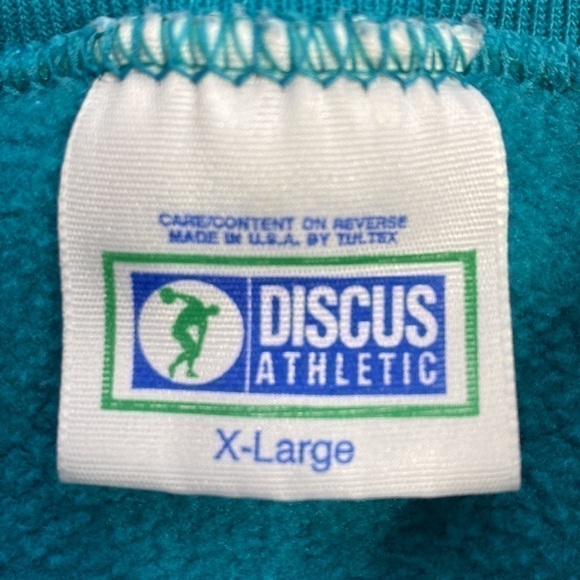 CARE/CONTENT ON REVERSE
MADE IN U.S.A. BY TULTEX
DISCUS
ATHLETIC
X-Large